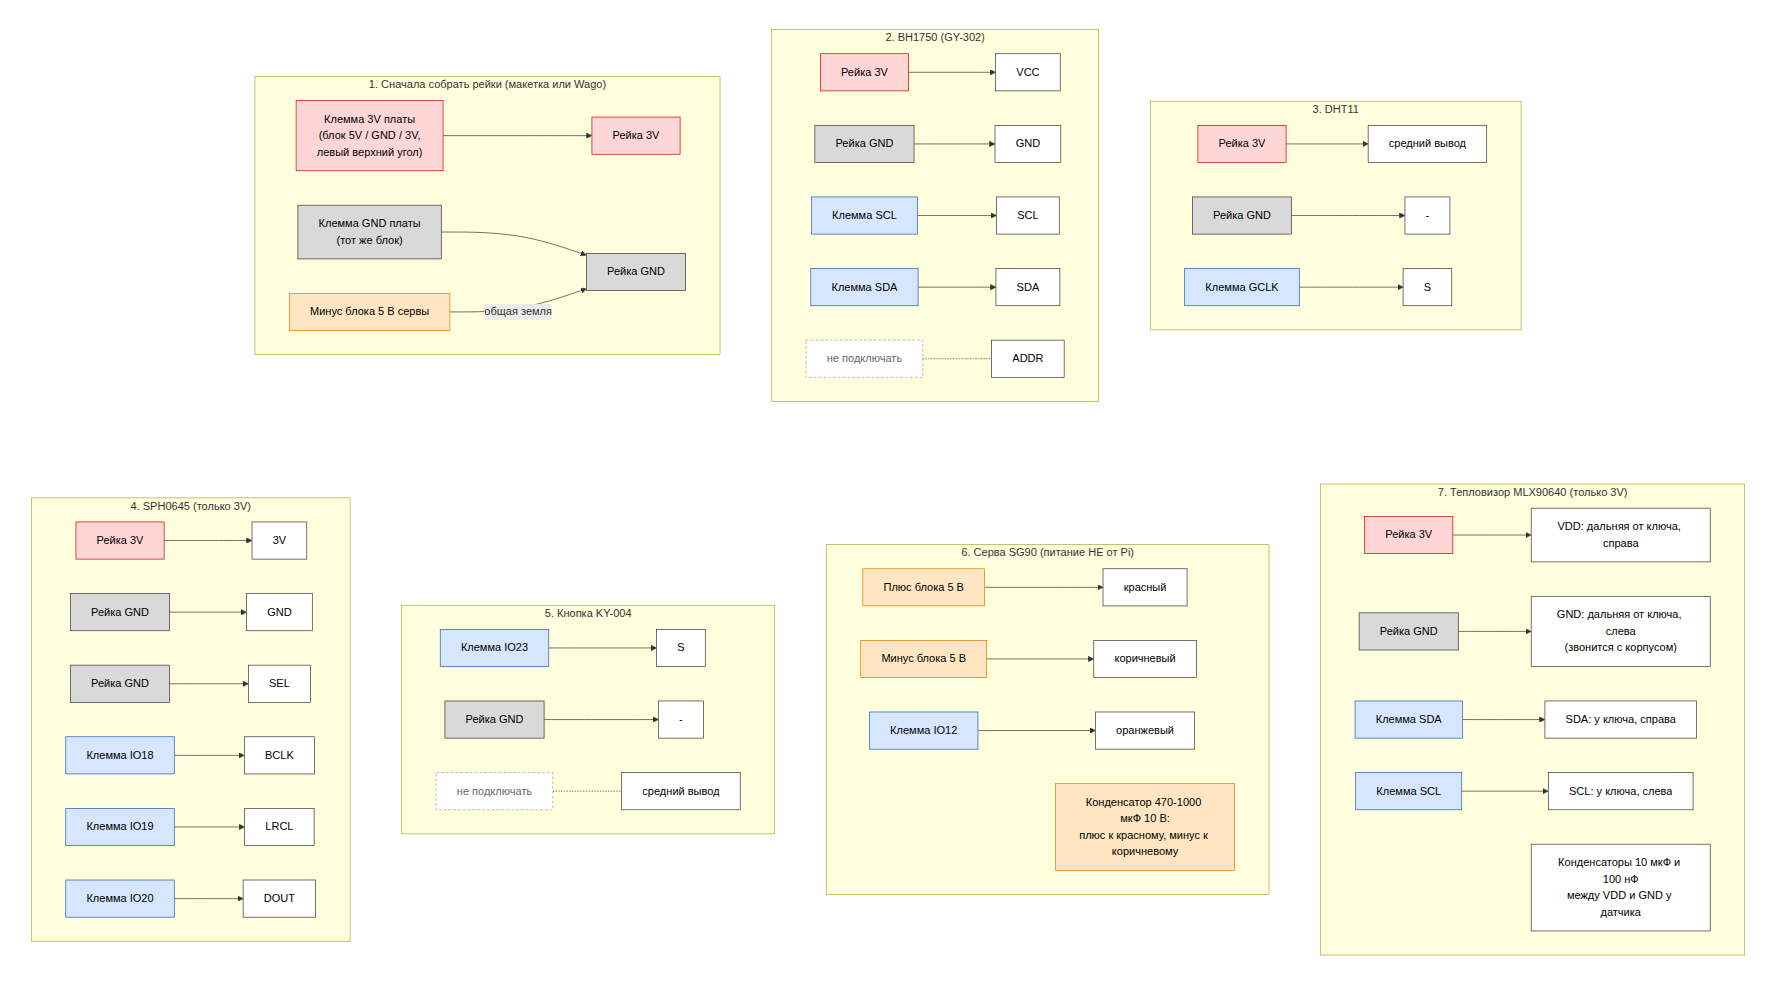 1. Сначала собрать рейки (макетка или Wago)
Клемма 3V платы
(блок 5V / GND / 3V,
левый верхний угол)
Рейка 3V
Клемма GND платы
(тот же блок)
Рейка GND
Минус блока 5 В сервы
общая земля
2. BH1750 (GY-302)
Рейка 3V
VCC
Рейка GND
GND
Клемма SCL
SCL
Клемма SDA
SDA
не подключать
ADDR
3. DHT11
Рейка 3V
средний вывод
Рейка GND
-
Клемма GCLK
S
4. SPH0645 (только 3V)
Рейка 3V
3V
Рейка GND
GND
Рейка GND
SEL
Клемма IO18
BCLK
Клемма IO19
LRCL
Клемма IO20
DOUT
5. Кнопка KY-004
Клемма IO23
S
Рейка GND
-
не подключать
средний вывод
6. Серва SG90 (питание НЕ от Pi)
Плюс блока 5 В
красный
Минус блока 5 В
коричневый
Клемма IO12
оранжевый
Конденсатор 470-1000
мкФ 10 В:
плюс к красному, минус к
коричневому
7. Тепловизор MLX90640 (только 3V)
Рейка 3V
VDD: дальняя от ключа,
справа
Рейка GND
GND: дальняя от ключа,
слева
(звонится с корпусом)
Клемма SDA
SDA: у ключа, справа
Клемма SCL
SCL: у ключа, слева
Конденсаторы 10 мкФ и
100 нФ
между VDD и GND у
датчика